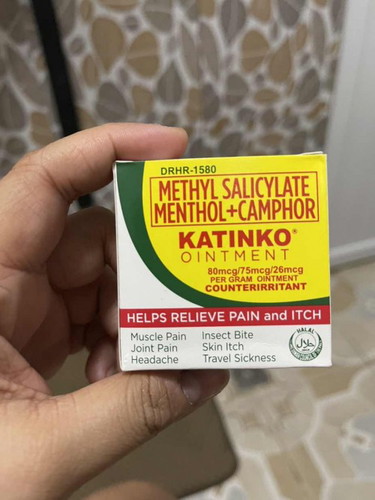 DRHR-1580
METHYL SALICYLATE
MENTHOL+CAMPHOR
KATINKO®
OINTMENT
80mcg/75mcg/26mcg
PER GRAM OINTMENT
COUNTERIRRITANT
HELPS RELIEVE PAIN and ITCH
Muscle Pain
Joint Pain
Headache
Insect Bite
Skin Itch
Travel Sickness
HALAL
حلال